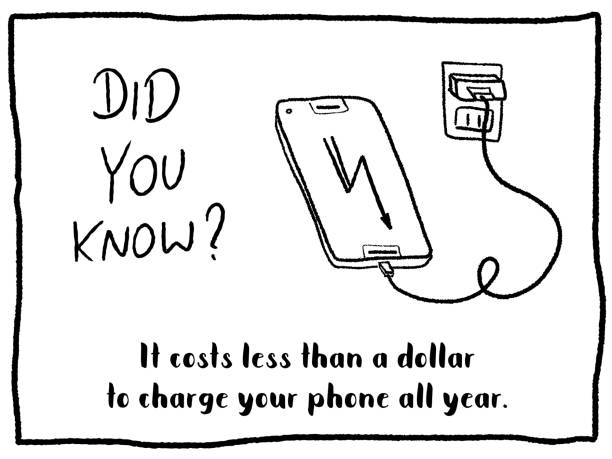 DID
YOU
KNOW?
It costs less than a dollar
to charge your phone all year.